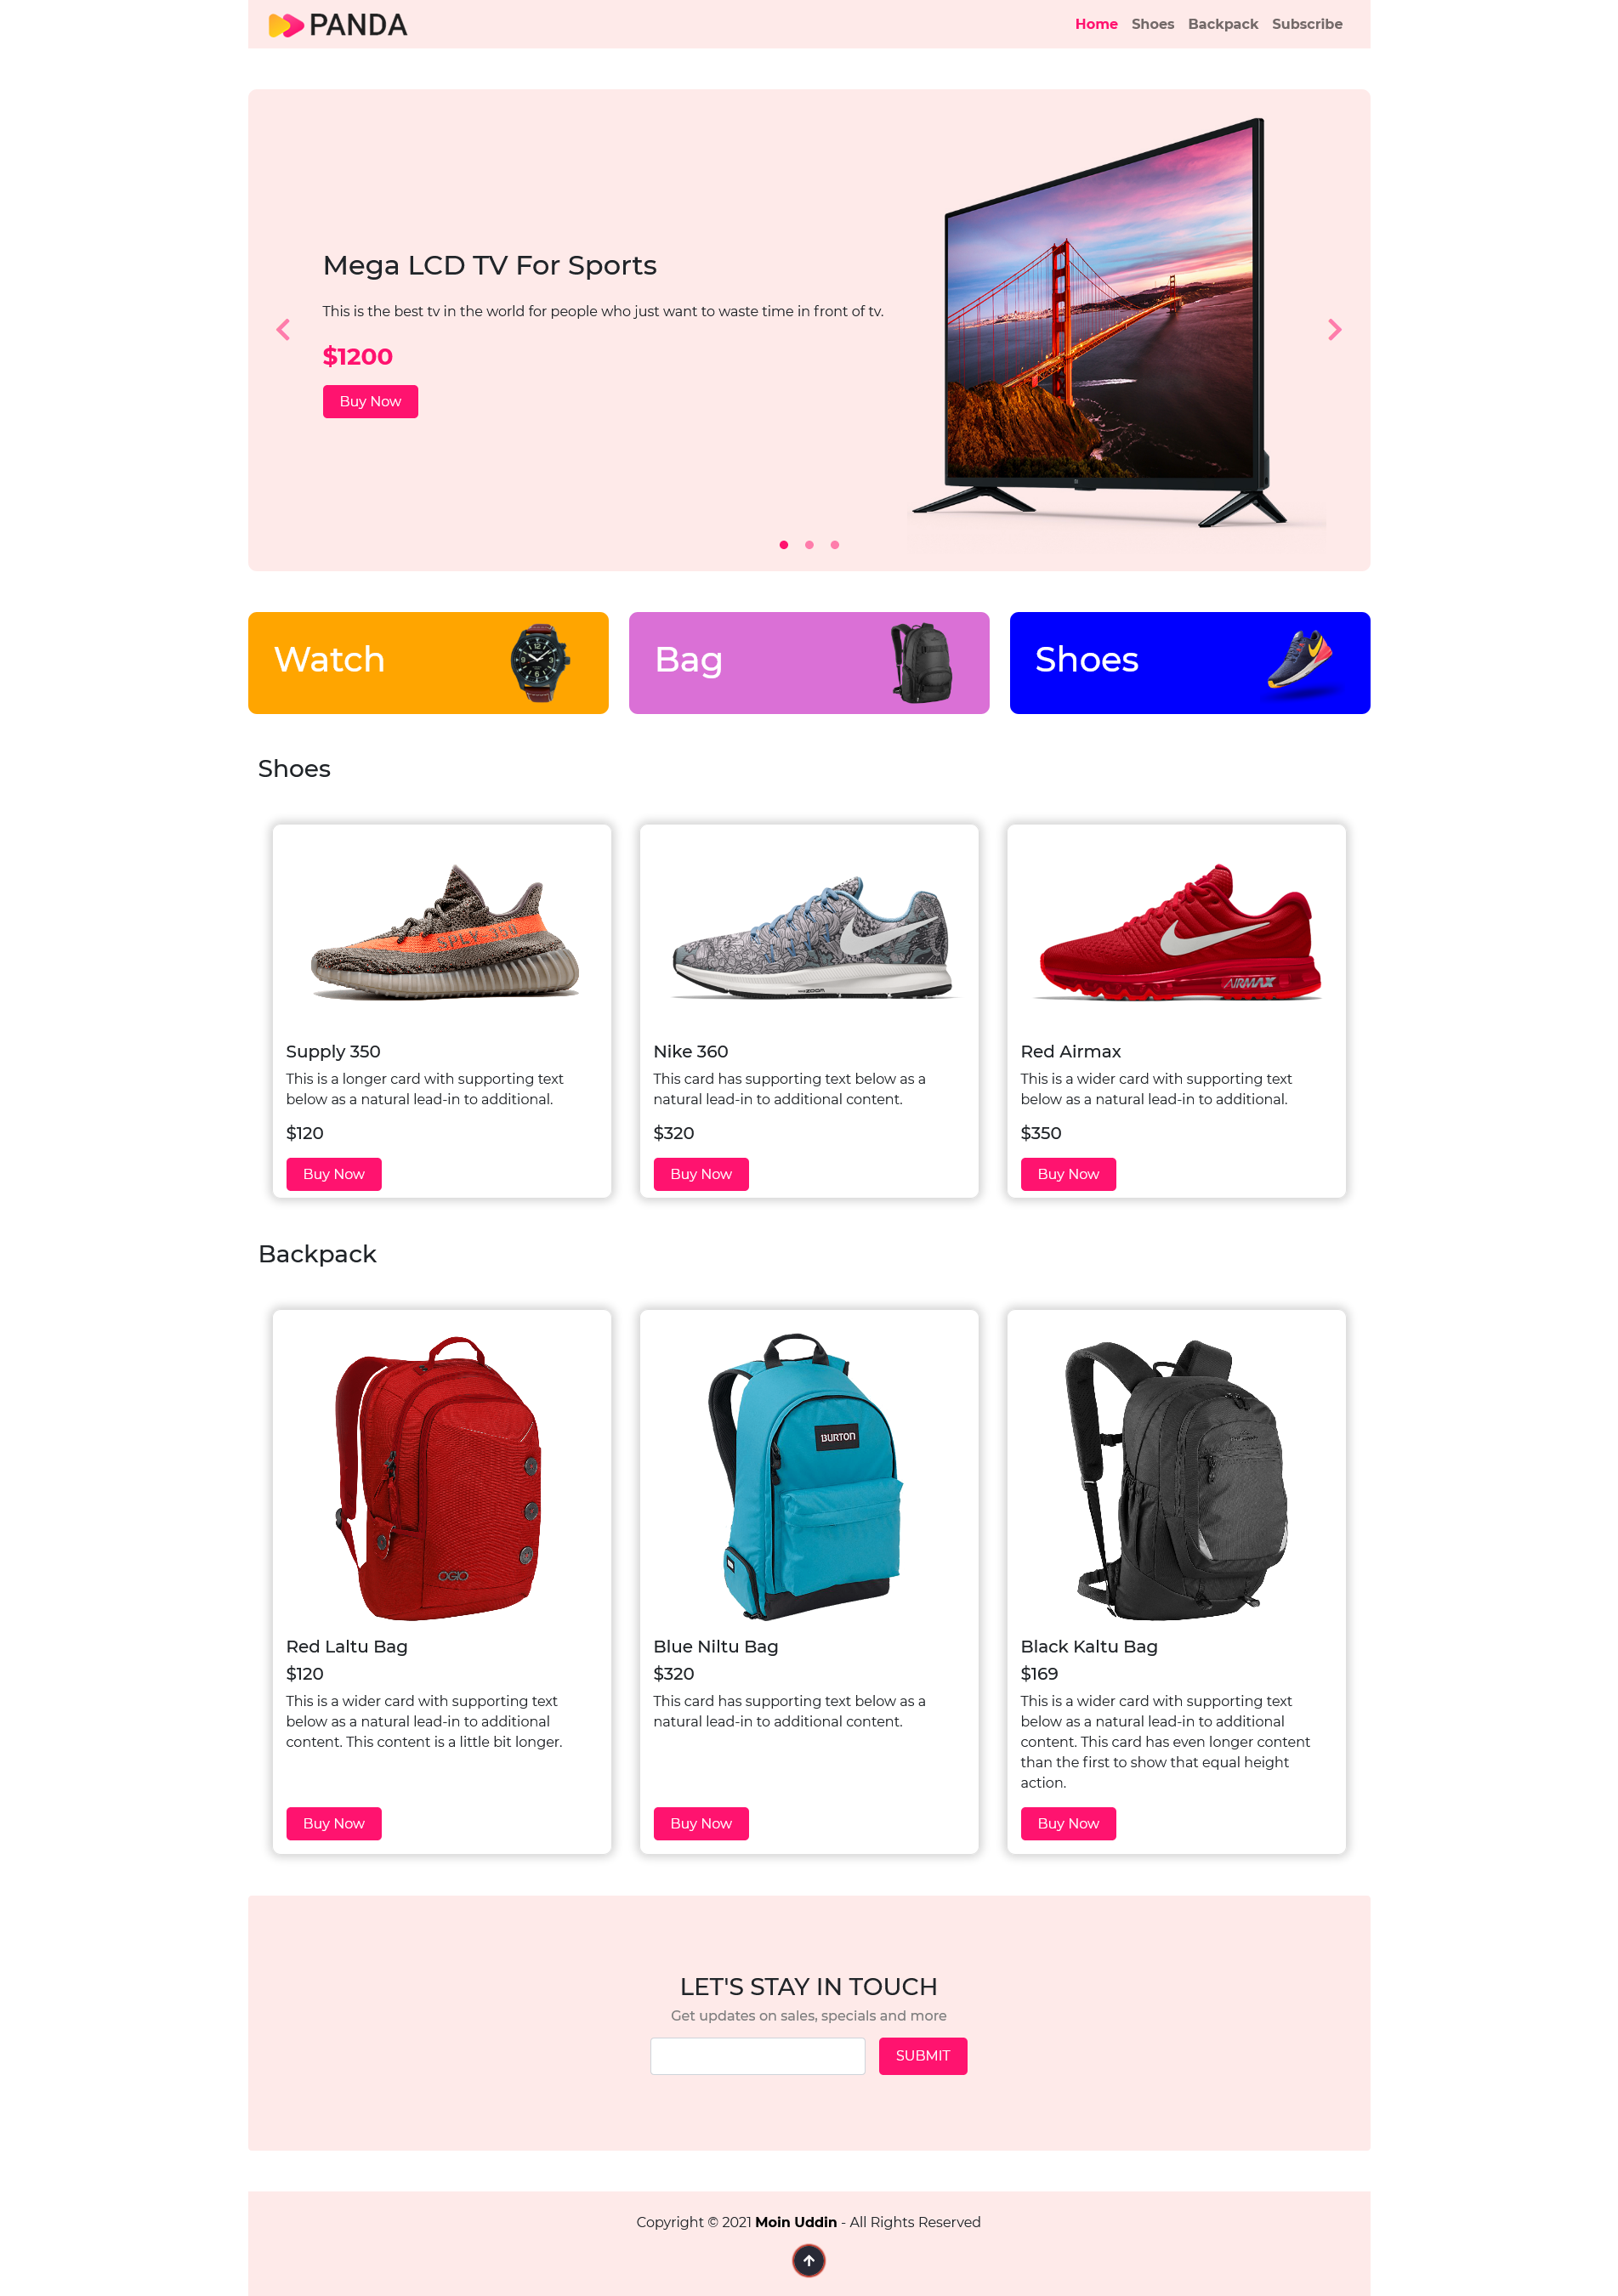 PANDA
Home Shoes Backpack Subscribe
Mega LCD TV For Sports
This is the best tv in the world for people who just want to waste time in front of tv.
$1200
Buy Now
Watch
Bag
Shoes
Shoes
SPLY-350
AIRMAX
Supply 350
This is a longer card with supporting text
below as a natural lead-in to additional.
$120
Buy Now
Nike 360
This card has supporting text below as a
natural lead-in to additional content.
$320
Buy Now
Red Airmax
This is a wider card with supporting text
below as a natural lead-in to additional.
$350
Buy Now
Backpack
OGIO
BURTON
Red Laltu Bag
$120
This is a wider card with supporting text
below as a natural lead-in to additional
content. This content is a little bit longer.
Buy Now
Blue Niltu Bag
$320
This card has supporting text below as a
natural lead-in to additional content.
Buy Now
Black Kaltu Bag
$169
This is a wider card with supporting text
below as a natural lead-in to additional
content. This card has even longer content
than the first to show that equal height
action.
Buy Now
LET'S STAY IN TOUCH
Get updates on sales, specials and more
SUBMIT
Copyright © 2021 Moin Uddin - All Rights Reserved